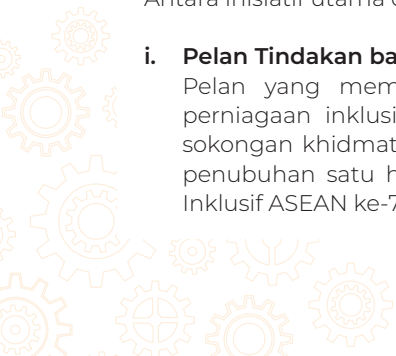 Antara inisiatif utama
i. Pelan Tindakan ba
Pelan yang mem
perniagaan inklusi
sokongan khidmat
penubuhan satu h
Inklusif ASEAN ke-7